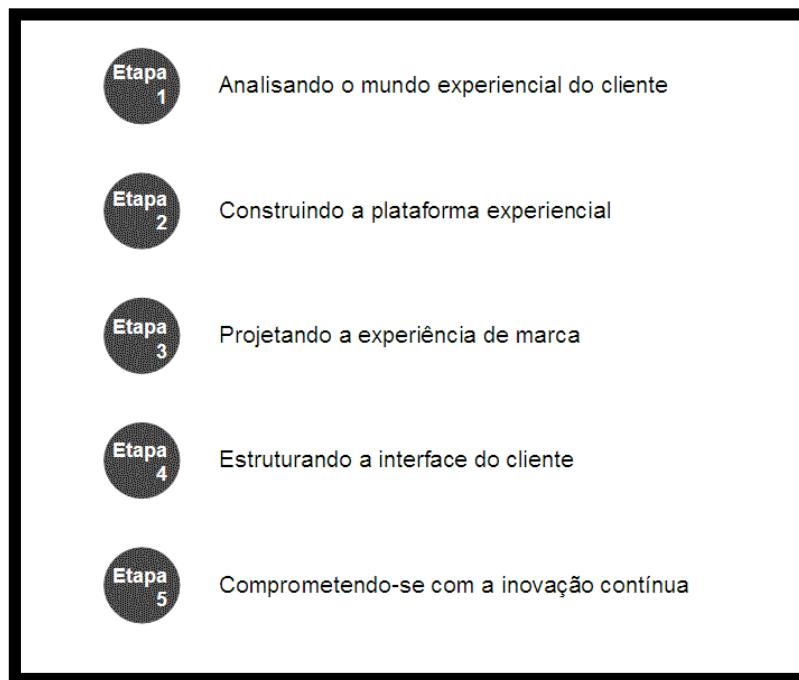 Etapa
1
Analisando o mundo experiencial do cliente
Etapa
2
Construindo a plataforma experiencial
Etapa
3
Projetando a experiência de marca
Etapa
4
Estruturando a interface do cliente
Etapa
5
Comprometendo-se com a inovação contínua